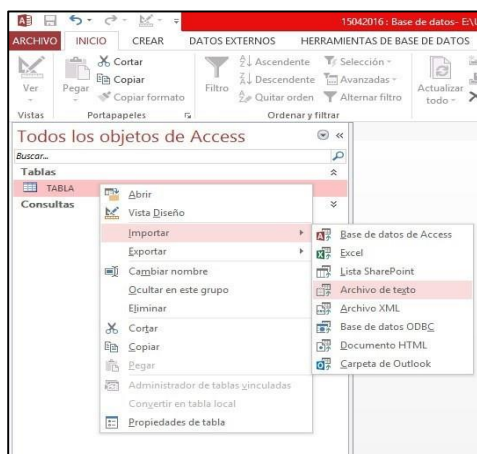 15042016 : Base de datos- E:\
ARCHIVO INICIO CREAR DATOS EXTERNOS HERRAMIENTAS DE BASE DE DATOS
Ver
Vistas
Pegar
Cortar
Copiar
Copiar formato
Portapapeles
Filtro
Ascendente
Descendente
Quitar orden
Selección
Avanzadas
Alternar filtro
Ordenar y filtrar
Actualizar
todo
Todos los objetos de Access
Buscar...
Tablas
TABLA
Consultas
Abrir
Vista Diseño
Importar
Exportar
Cambiar nombre
Ocultar en este grupo
Eliminar
Cortar
Copiar
Pegar
Administrador de tablas vinculadas
Convertir en tabla local
Propiedades de tabla
Base de datos de Access
Excel
Lista SharePoint
Archivo de texto
Archivo XML
Base de datos ODBC
Documento HTML
Carpeta de Outlook